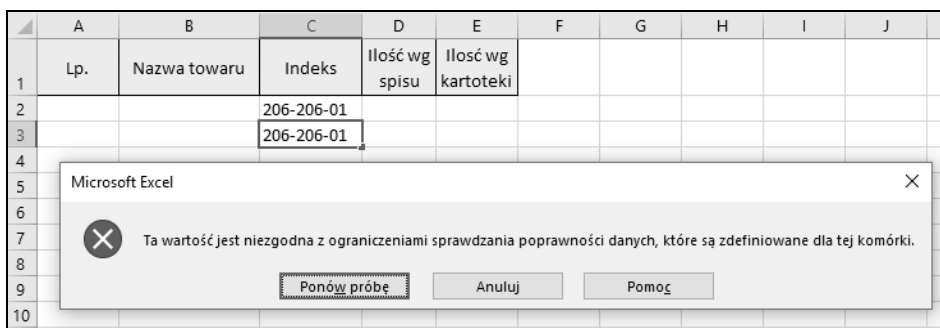 A B C D E F G H I J
1 Lp. Nazwa towaru Indeks Ilość wg spisu Ilosć wg kartoteki
2 206-206-01
3 206-206-01
4
5 Microsoft Excel
6
7 Ta wartość jest niezgodna z ograniczeniami sprawdzania poprawności danych, które są zdefiniowane dla tej komórki.
8
9 Ponów próbę Anuluj Pomoc
10